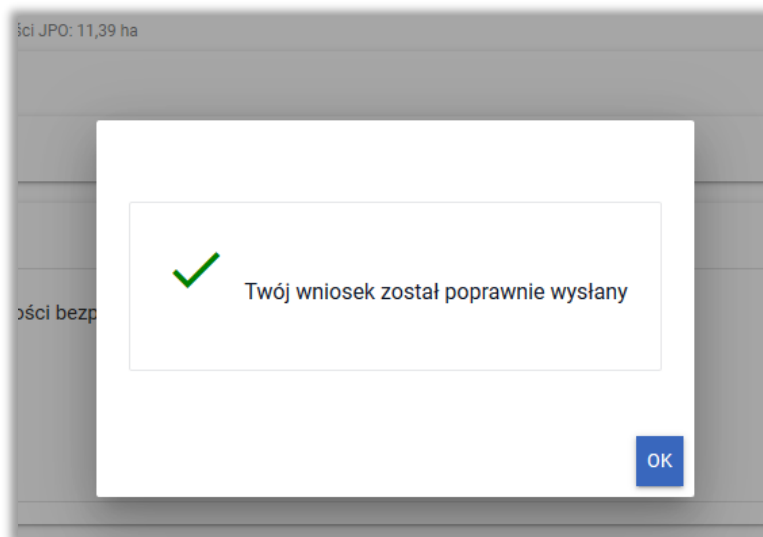 ści JPO: 11,39 ha
Twój wniosek został poprawnie wysłany
ości bezp
OK